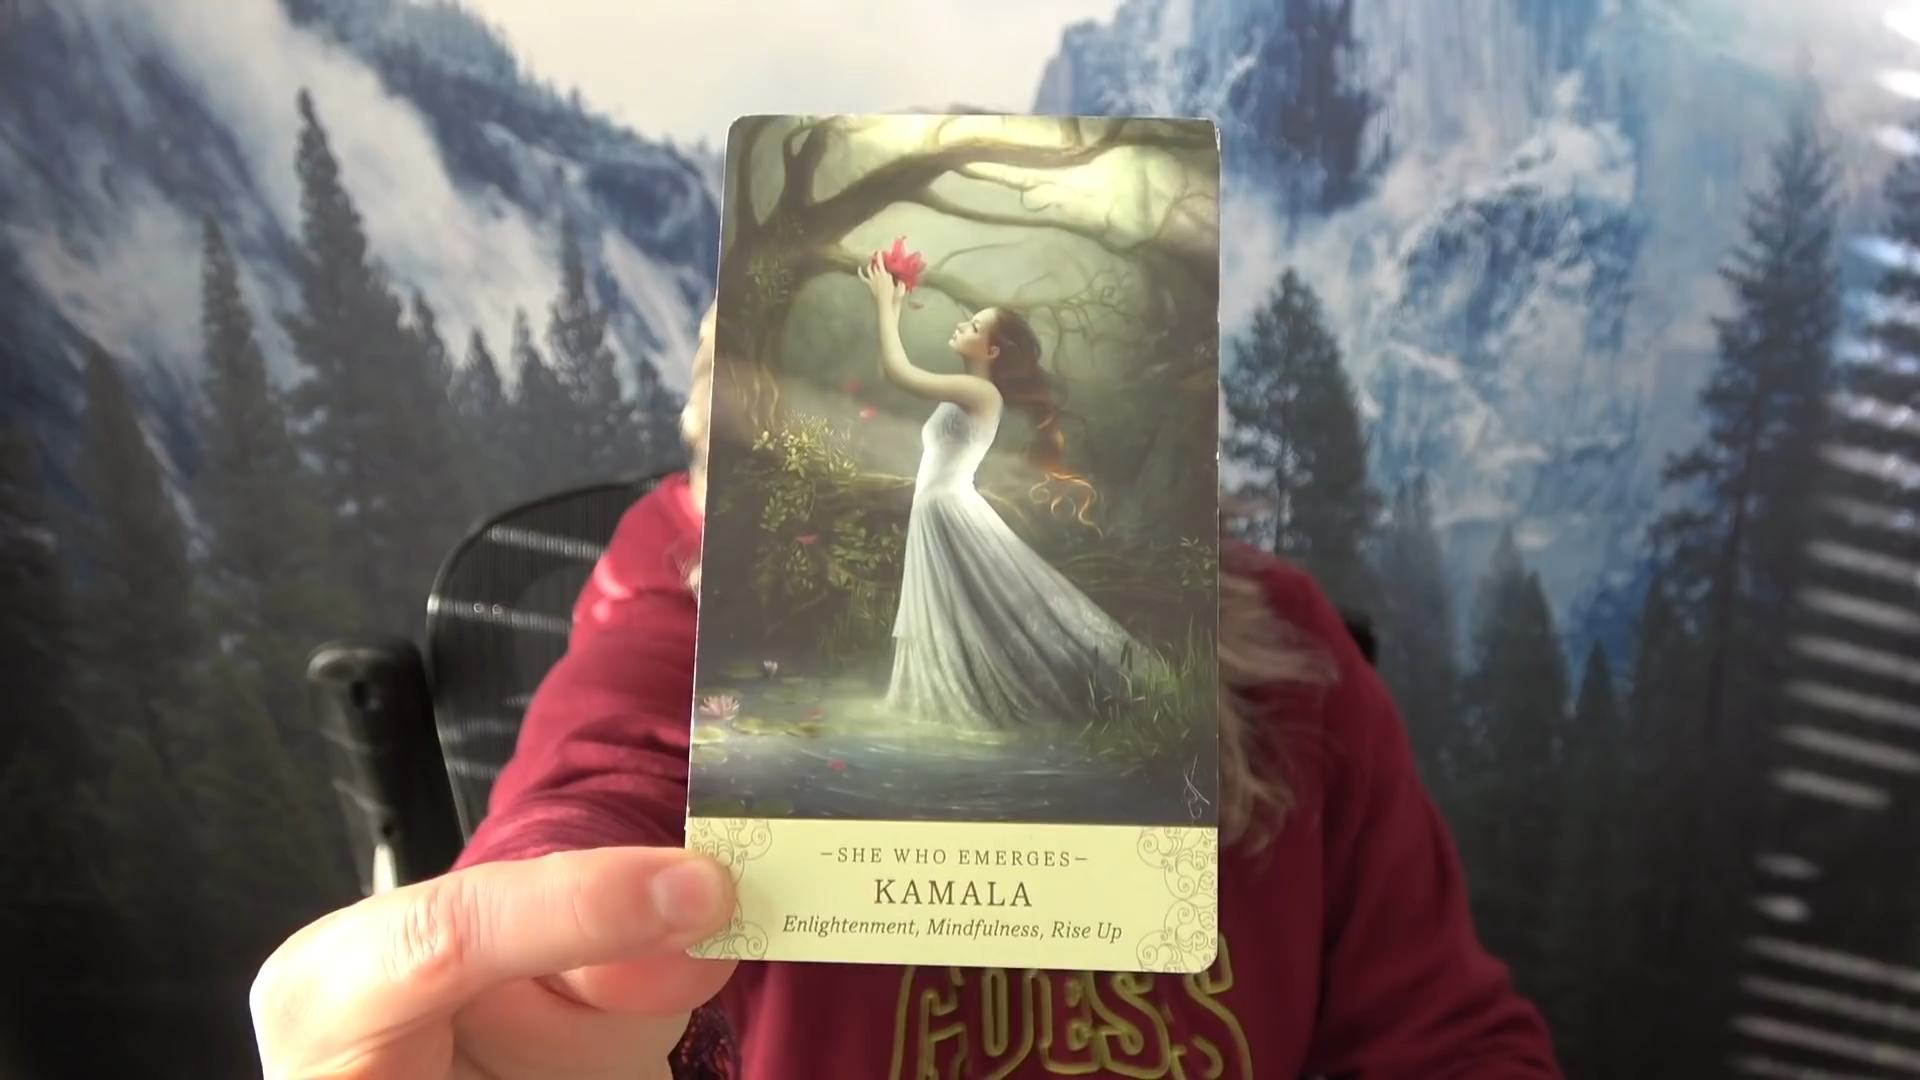 –SHE WHO EMERGES–
KAMALA
Enlightenment, Mindfulness, Rise Up